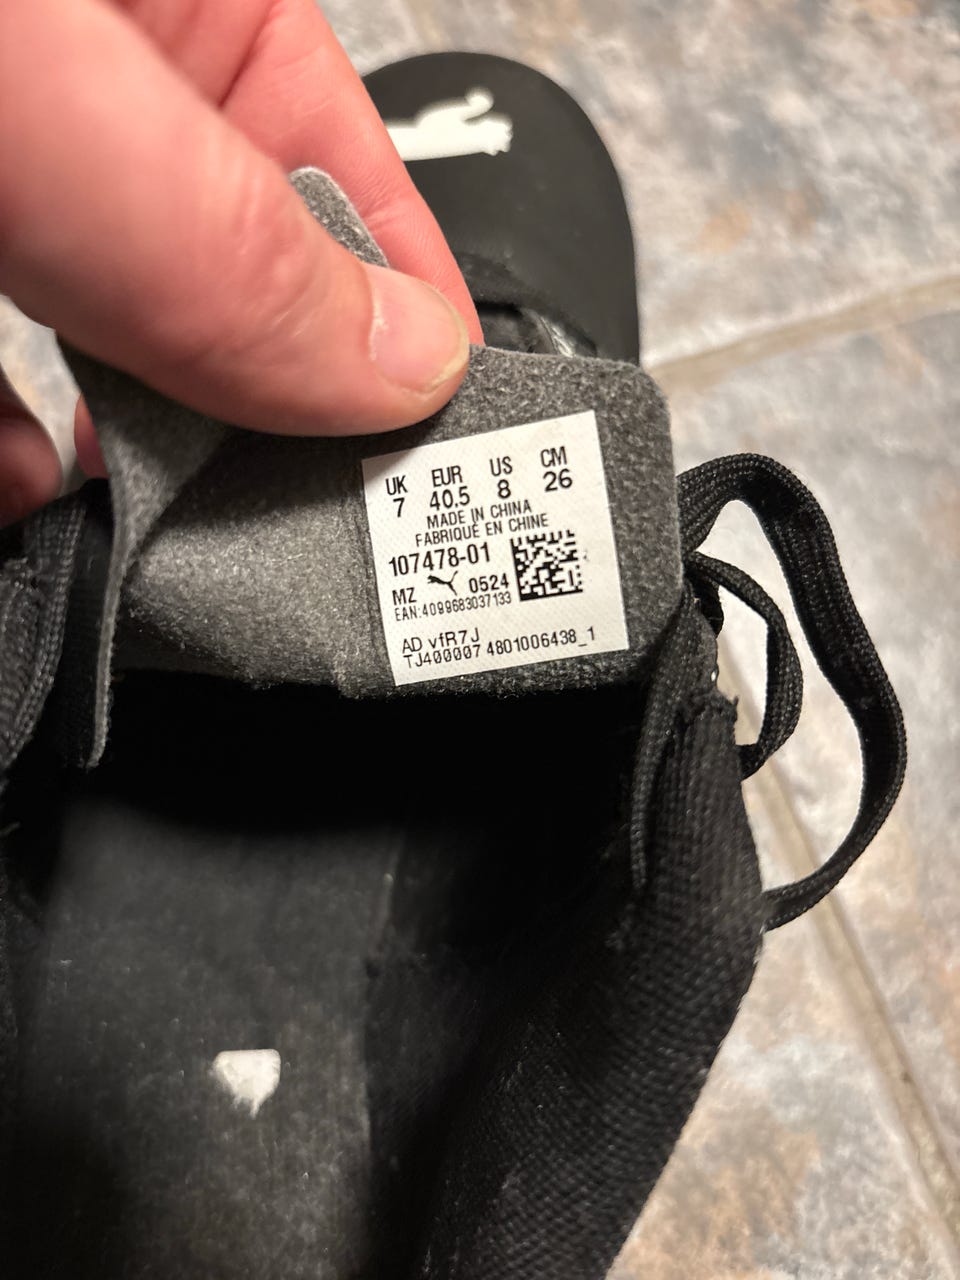 UK EUR US CM
7 40.5 8 26
MADE IN CHINA
FABRIQUÉ EN CHINE
107478-01
MZ 0524
EAN:4099683037133
AD vfR7J
TJ400007 4801006438_1